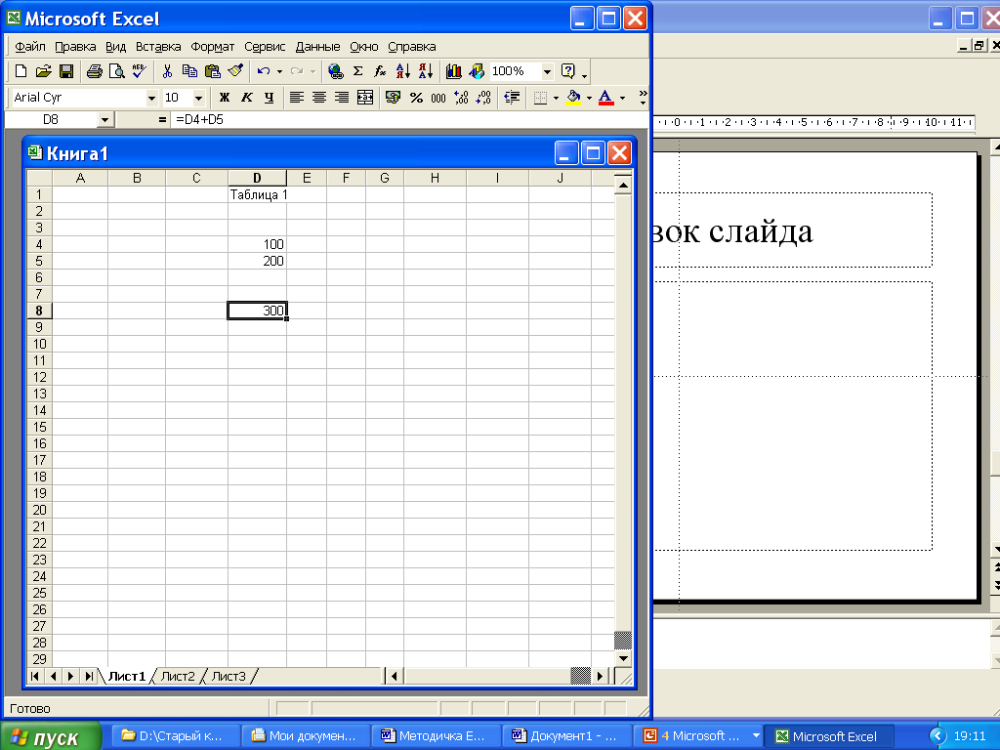 Microsoft Excel
Файл Правка Вид Вставка Формат Сервис Данные Окно Справка
100%
Arial Cyr 10 Ж К Ч % 000
D8 = =D4+D5
·0·1·2·3·4·5·6·7·8·9·10·11·
Книга1
A B C D E F G H I J
1 Таблица 1
2
3
4 100
5 200
6
7
8 300
9
10
11
12
13
14
15
16
17
18
19
20
21
22
23
24
25
26
27
28
29
вок слайда
Лист1 Лист2 Лист3
Готово
пуск D:\Старый к... Мои докумен... Методичка E... Документ1 - ... 4 Microsoft ... Microsoft Excel 19:11